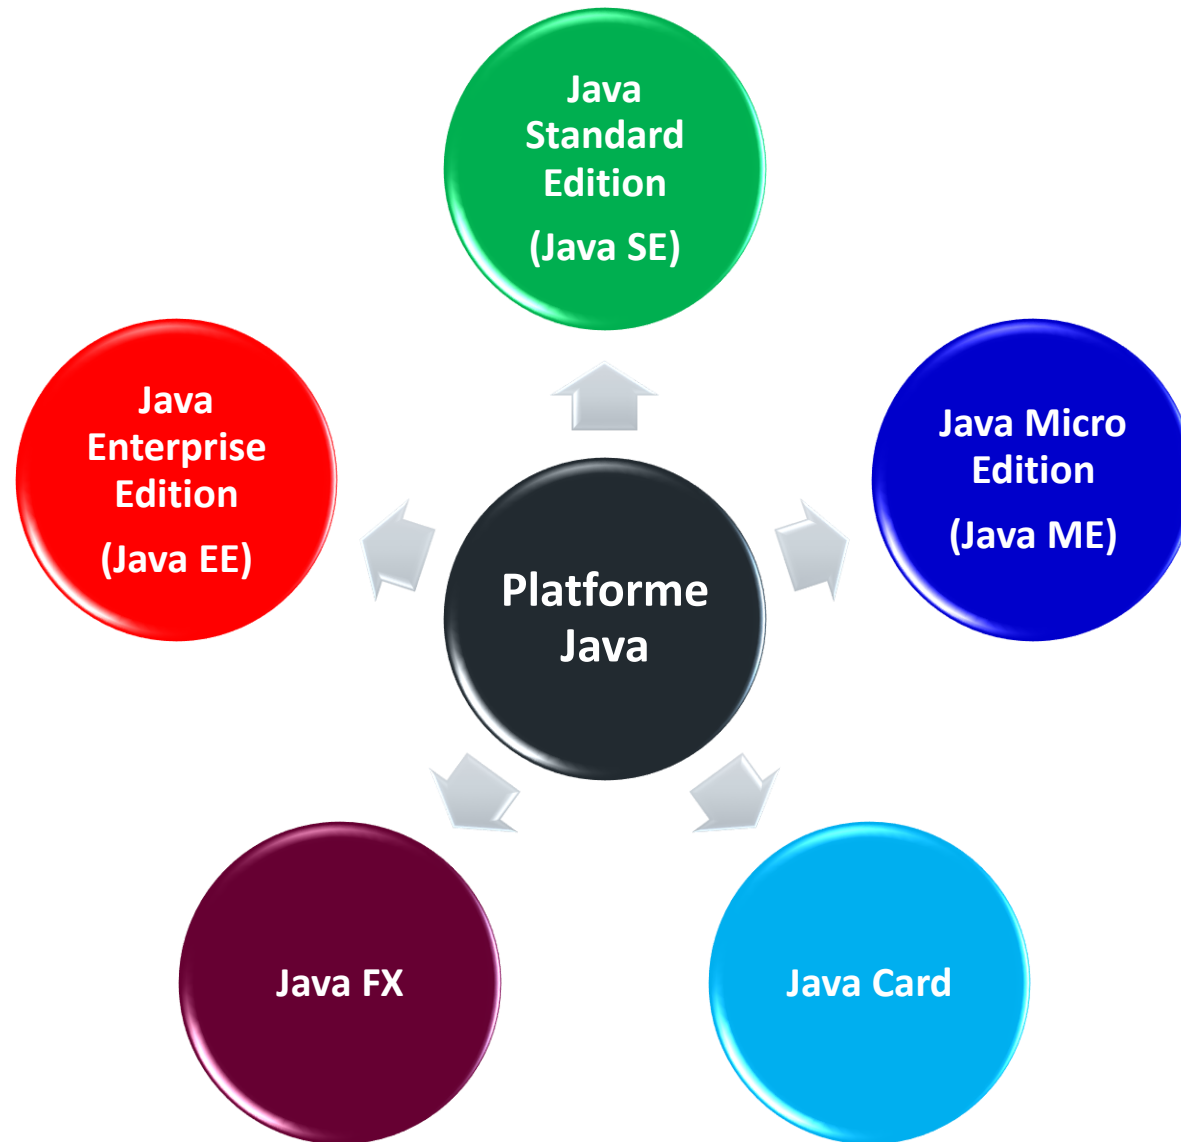 Java
Standard
Edition
(Java SE)
Java
Enterprise
Edition
(Java EE)
Java Micro
Edition
(Java ME)
Platforme
Java
Java FX
Java Card